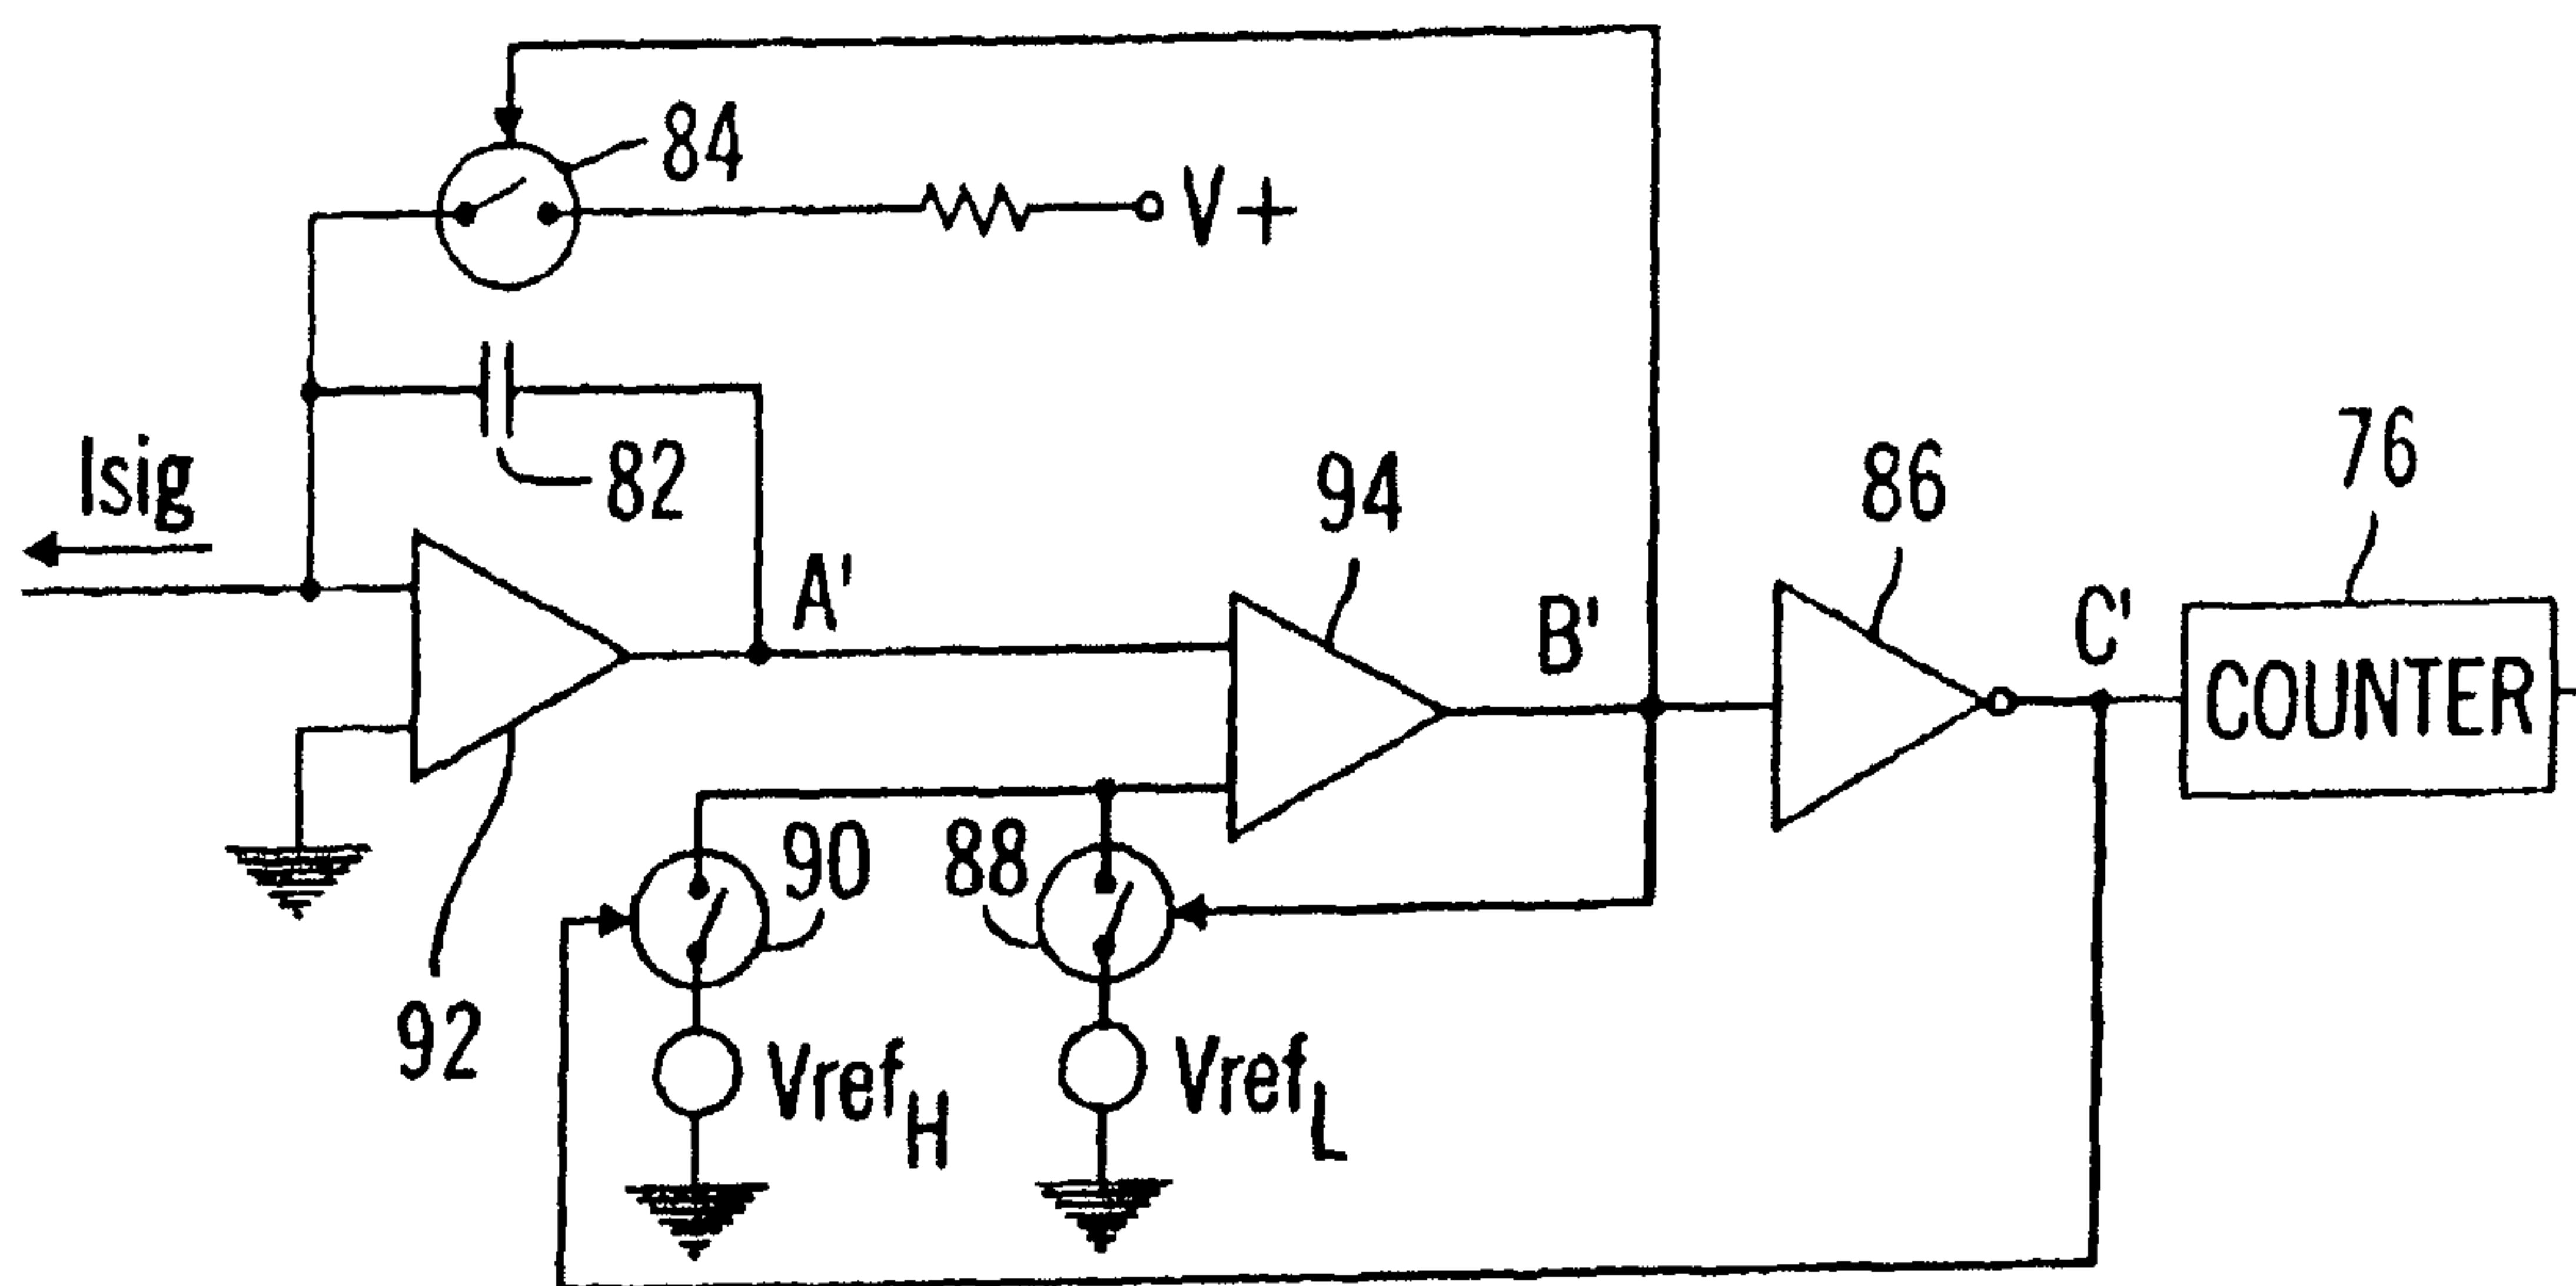 84
V+
Isig
82
A'
94
B'
86
C'
76
COUNTER
90
88
92
VrefH
VrefL